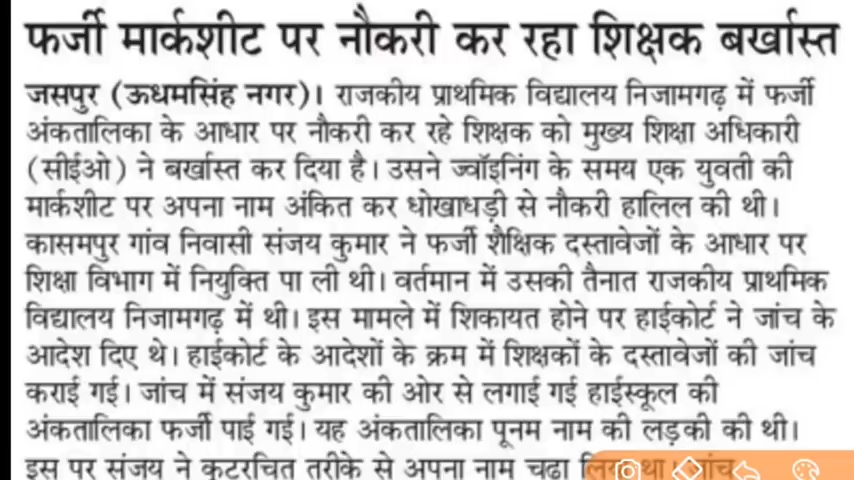 फर्जी मार्कशीट पर नौकरी कर रहा शिक्षक बर्खास्त
जसपुर (ऊधमसिंह नगर)। राजकीय प्राथमिक विद्यालय निजामगढ़ में फर्जी
अंकतालिका के आधार पर नौकरी कर रहे शिक्षक को मुख्य शिक्षा अधिकारी
(सीईओ) ने बर्खास्त कर दिया है। उसने ज्वॉइनिंग के समय एक युवती की
मार्कशीट पर अपना नाम अंकित कर धोखाधड़ी से नौकरी हालिल की थी।
कासमपुर गांव निवासी संजय कुमार ने फर्जी शैक्षिक दस्तावेजों के आधार पर
शिक्षा विभाग में नियुक्ति पा ली थी। वर्तमान में उसकी तैनात राजकीय प्राथमिक
विद्यालय निजामगढ़ में थी। इस मामले में शिकायत होने पर हाईकोर्ट ने जांच के
आदेश दिए थे। हाईकोर्ट के आदेशों के क्रम में शिक्षकों के दस्तावेजों की जांच
कराई गई। जांच में संजय कुमार की ओर से लगाई गई हाईस्कूल की
अंकतालिका फर्जी पाई गई। यह अंकतालिका पूनम नाम की लड़की की थी।
इस पर संजय ने कूटरचित तरीके से अपना नाम चढ़ा था। जांच